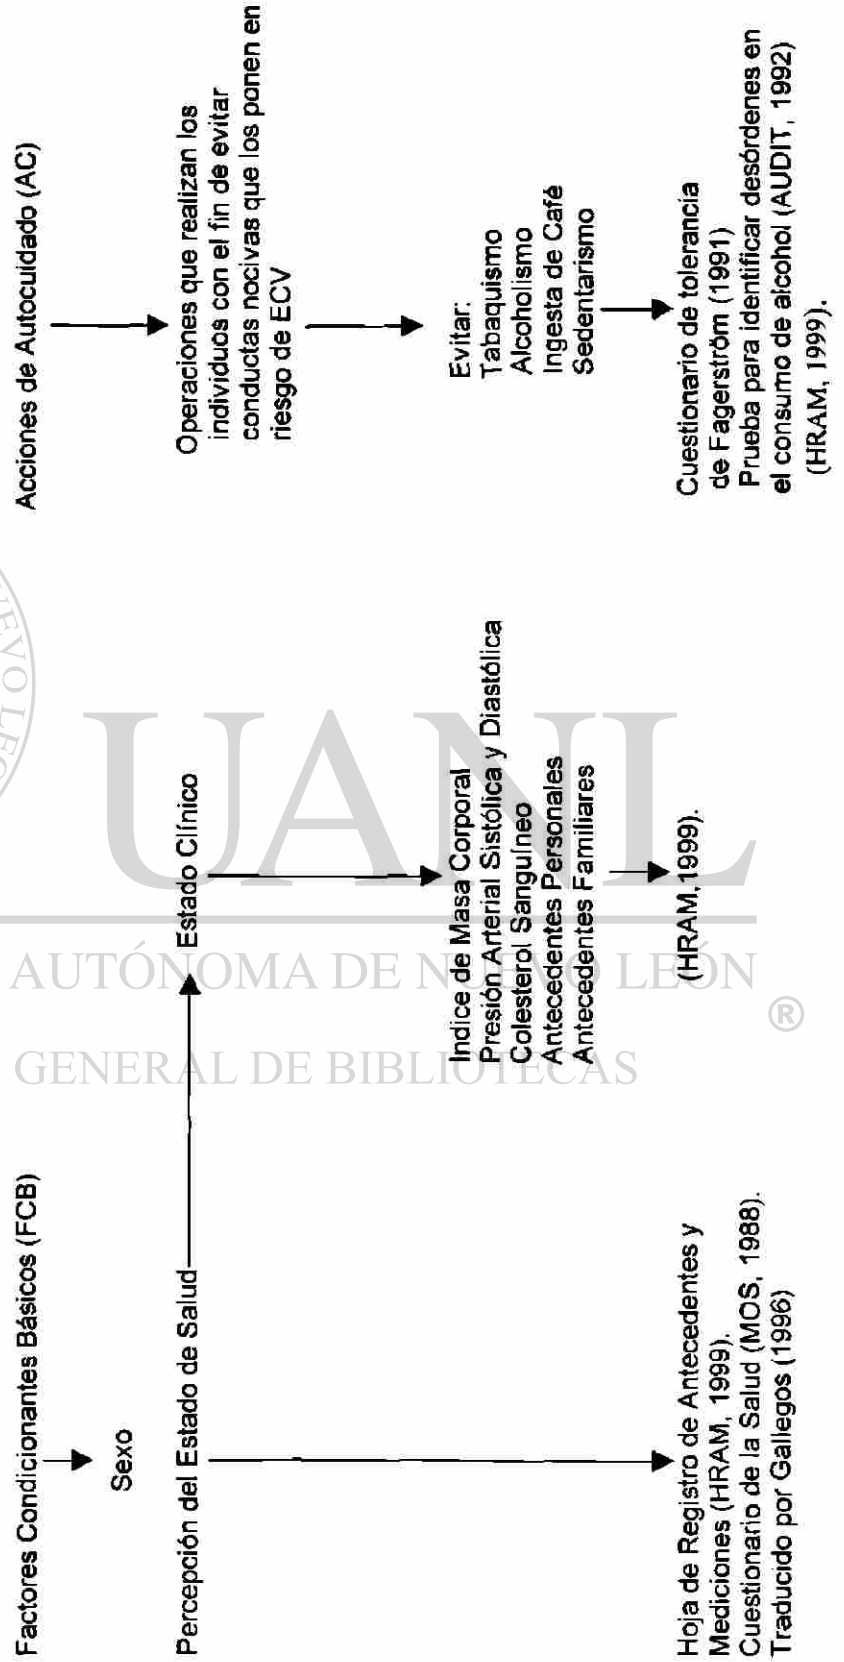 Factores Condicionantes Básicos (FCB)
Sexo
Percepción del Estado de Salud
Hoja de Registro de Antecedentes y
Mediciones (HRAM, 1999).
Cuestionario de la Salud (MOS, 1988).
Traducido por Gallegos (1996)
Estado Clínico
Indice de Masa Corporal
Presión Arterial Sistólica y Diastólica
Colesterol Sanguíneo
Antecedentes Personales
Antecedentes Familiares
(HRAM,1999).
Acciones de Autocuidado (AC)
Operaciones que realizan los
individuos con el fin de evitar
conductas nocivas que los ponen en
riesgo de ECV
Evitar:
Tabaquismo
Alcoholismo
Ingesta de Café
Sedentarismo
Cuestionario de tolerancia
de Fagerström (1991)
Prueba para identificar desórdenes en
el consumo de alcohol (AUDIT, 1992)
(HRAM, 1999).
UANL
AUTÓNOMA DE NUEVO LEÓN
®
GENERAL DE BIBLIOTECAS